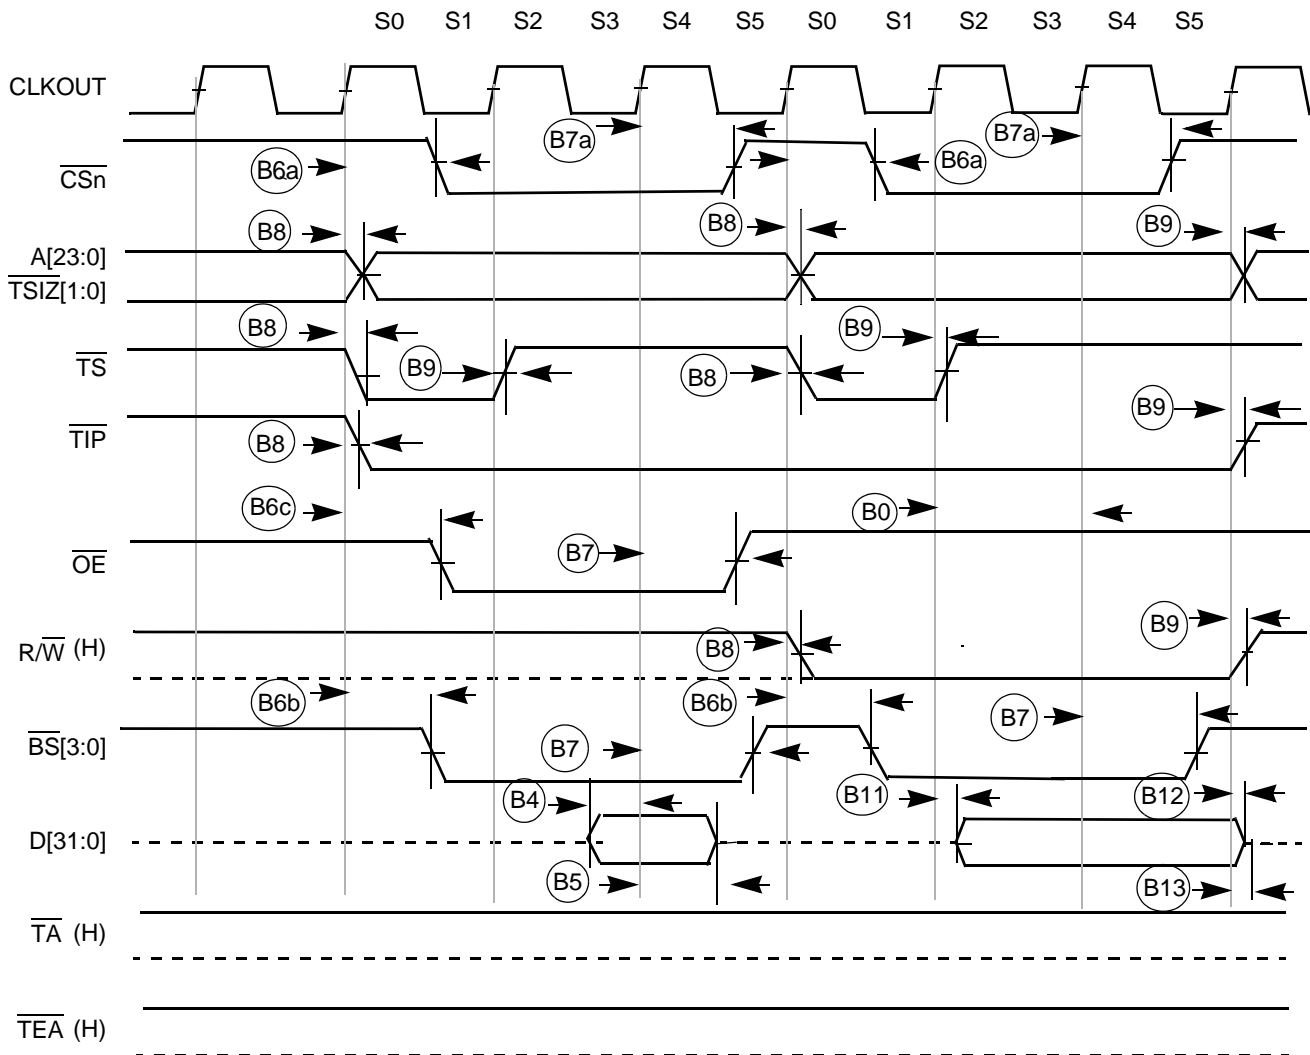 S0 S1 S2 S3 S4 S5 S0 S1 S2 S3 S4 S5
CLKOUT
B7a B7a
CSn B6a B6a
B8 B8 B9
A[23:0]
TSIZ[1:0]
B8 B9
TS B9 B8
B9
TIP B8
B6c B0
OE B7
B9
R/W (H) B8
B6b B6b B7
BS[3:0] B7
B4 B11 B12
D[31:0]
B5 B13
TA (H)
TEA (H)